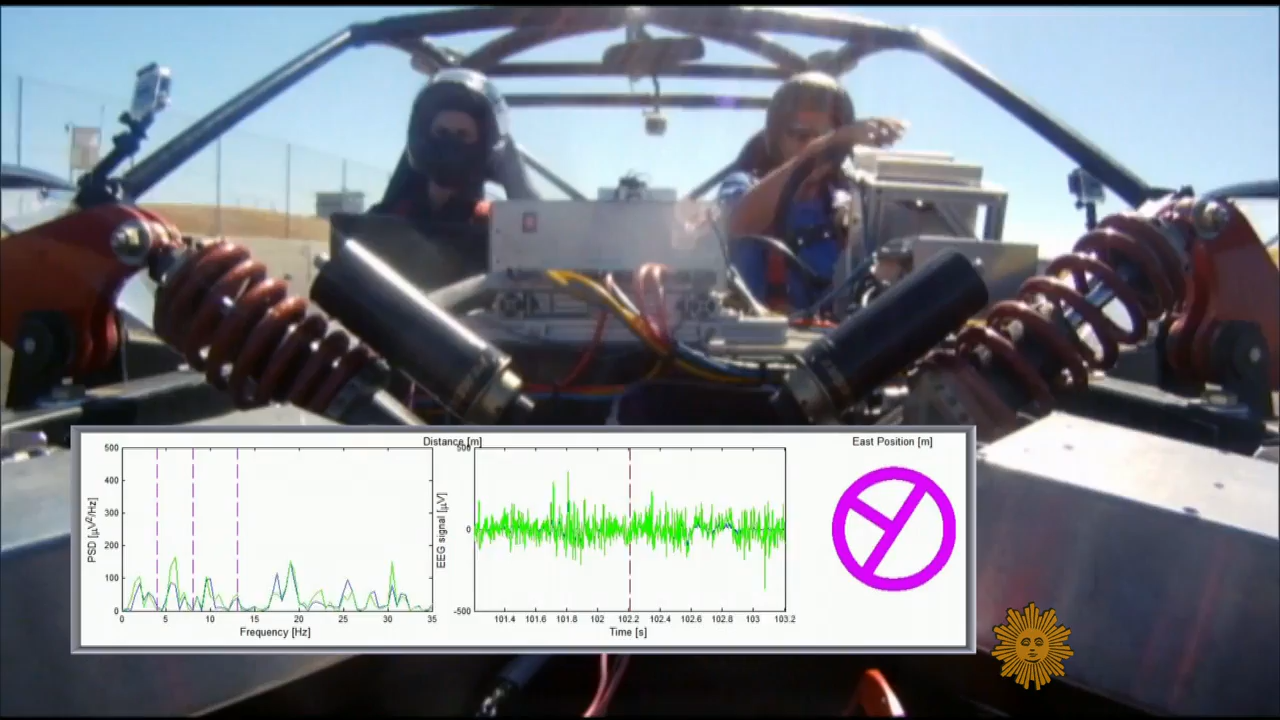 Distance [m]
East Position [m]
500
400
300
200
100
0
PSD [μV²/Hz]
0 5 10 15 20 25 30 35
Frequency [Hz]
500
0
-500
EEG signal [μV]
101.4 101.6 101.8 102 102.2 102.4 102.6 102.8 103 103.2
Time [s]